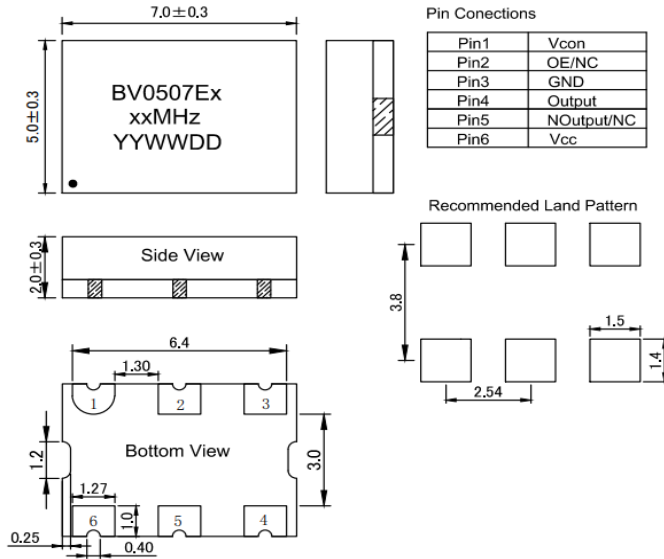 7.0±0.3
5.0±0.3
BV0507Ex
xxMHz
YYWWDD
Pin Conections
Pin1 Vcon
Pin2 OE/NC
Pin3 GND
Pin4 Output
Pin5 NOutput/NC
Pin6 Vcc
2.0±0.3
Side View
Recommended Land Pattern
3.8
1.5
1.4
2.54
6.4
1.30
1 2 3
Bottom View
1.2
3.0
1.27
1.0
6 5 4
0.25
0.40